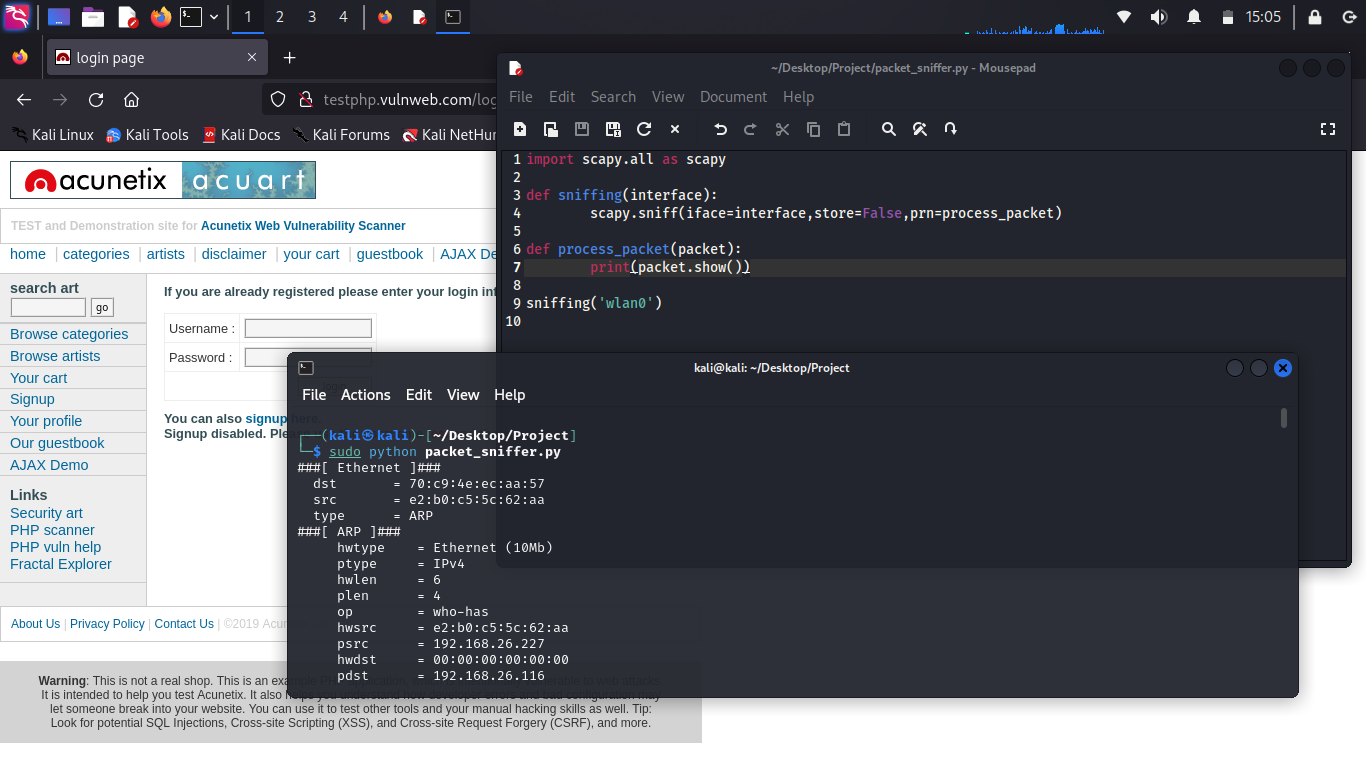 1 2 3 4 15:05
login page
testphp.vulnweb.com/log
Kali Linux Kali Tools Kali Docs Kali Forums Kali NetHun
acunetix acuart
TEST and Demonstration site for Acunetix Web Vulnerability Scanner
home | categories | artists | disclaimer | your cart | guestbook | AJAX De
search art
go
Browse categories
Browse artists
Your cart
Signup
Your profile
Our guestbook
AJAX Demo
Links
Security art
PHP scanner
PHP vuln help
Fractal Explorer
If you are already registered please enter your login inf
Username :
Password :
You can also signup here.
Signup disabled. Please
About Us | Privacy Policy | Contact Us | ©2019 Acun
Warning: This is not a real shop. This is an exam
It is intended to help you test Acunetix. It also helps you understand how developer errors and bad configuration may
let someone break into your website. You can use it to test other tools and your manual hacking skills as well. Tip:
Look for potential SQL Injections, Cross-site Scripting (XSS), and Cross-site Request Forgery (CSRF), and more.
~/Desktop/Project/packet_sniffer.py - Mousepad
File Edit Search View Document Help
1 import scapy.all as scapy
2
3 def sniffing(interface):
4 scapy.sniff(iface=interface,store=False,prn=process_packet)
5
6 def process_packet(packet):
7 print(packet.show())
8
9 sniffing('wlan0')
10
kali@kali: ~/Desktop/Project
File Actions Edit View Help
┌──(kali㉿kali)-[~/Desktop/Project]
└─$ sudo python packet_sniffer.py
###[ Ethernet ]###
dst = 70:c9:4e:ec:aa:57
src = e2:b0:c5:5c:62:aa
type = ARP
###[ ARP ]###
hwtype = Ethernet (10Mb)
ptype = IPv4
hwlen = 6
plen = 4
op = who-has
hwsrc = e2:b0:c5:5c:62:aa
psrc = 192.168.26.227
hwdst = 00:00:00:00:00:00
pdst = 192.168.26.116